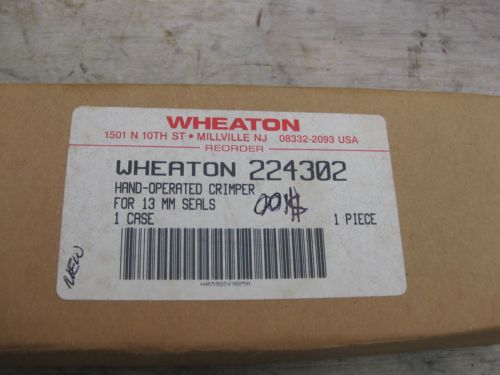 WHEATON
1501 N 10TH ST • MILLVILLE NJ 08332-2093 USA
REORDER
WHEATON 224302
HAND-OPERATED CRIMPER
FOR 13 MM SEALS
1 CASE 1 PIECE
NEW